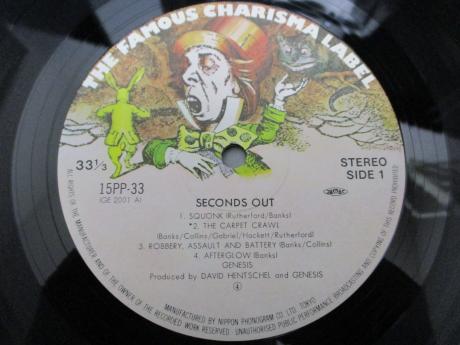 THE FAMOUS CHARISMA LABEL
33⅓
STEREO
15PP-33
SIDE 1
(GE 2001 A)
SECONDS OUT
1. SQUONK (Rutherford/Banks)
*2. THE CARPET CRAWL
(Banks/Collins/Gabriel/Hackett/Rutherford)
3. ROBBERY, ASSAULT AND BATTERY (Banks/Collins)
4. AFTERGLOW (Banks)
GENESIS
Produced by DAVID HENTSCHEL and GENESIS
MANUFACTURED BY NIPPON PHONOGRAM CO. LTD. TOKYO
ALL RIGHTS OF THE MANUFACTURER AND OF THE OWNER OF THE RECORDED WORK RESERVED. UNAUTHORISED PUBLIC PERFORMANCE BROADCASTING AND COPYING OF THIS RECORD PROHIBITED